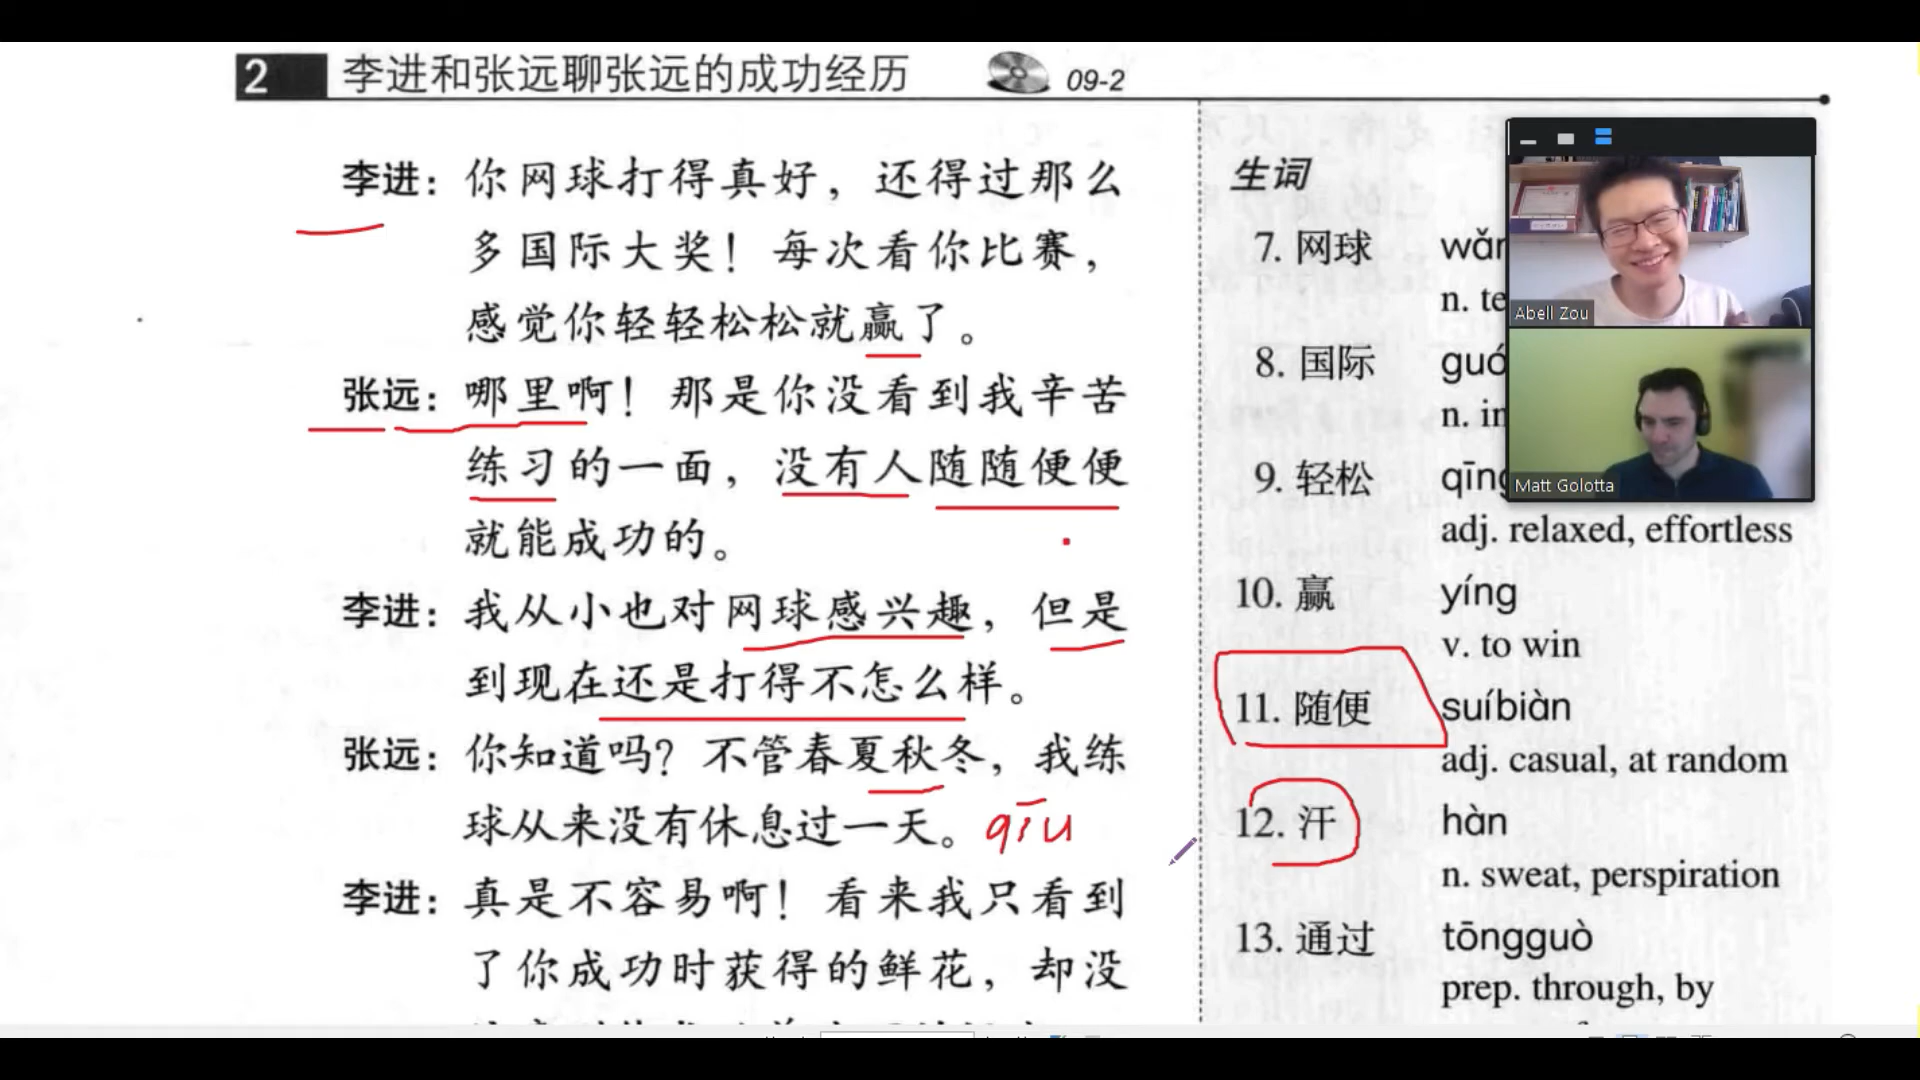 2 李进和张远聊张远的成功经历 09-2
李进：你网球打得真好，还得过那么
多国际大奖！每次看你比赛，
感觉你轻轻松松就赢了。
张远：哪里啊！那是你没看到我辛苦
练习的一面，没有人随随便便
就能成功的。
李进：我从小也对网球感兴趣，但是
到现在还是打得不怎么样。
张远：你知道吗？不管春夏秋冬，我练
球从来没有休息过一天。 qīu
李进：真是不容易啊！看来我只看到
了你成功时获得的鲜花，却没
生词
7. 网球
8. 国际
9. 轻松
adj. relaxed, effortless
10. 赢 yíng
v. to win
11. 随便 suíbiàn
adj. casual, at random
12. 汗 hàn
n. sweat, perspiration
13. 通过 tōngguò
prep. through, by
Abell Zou
Matt Golotta